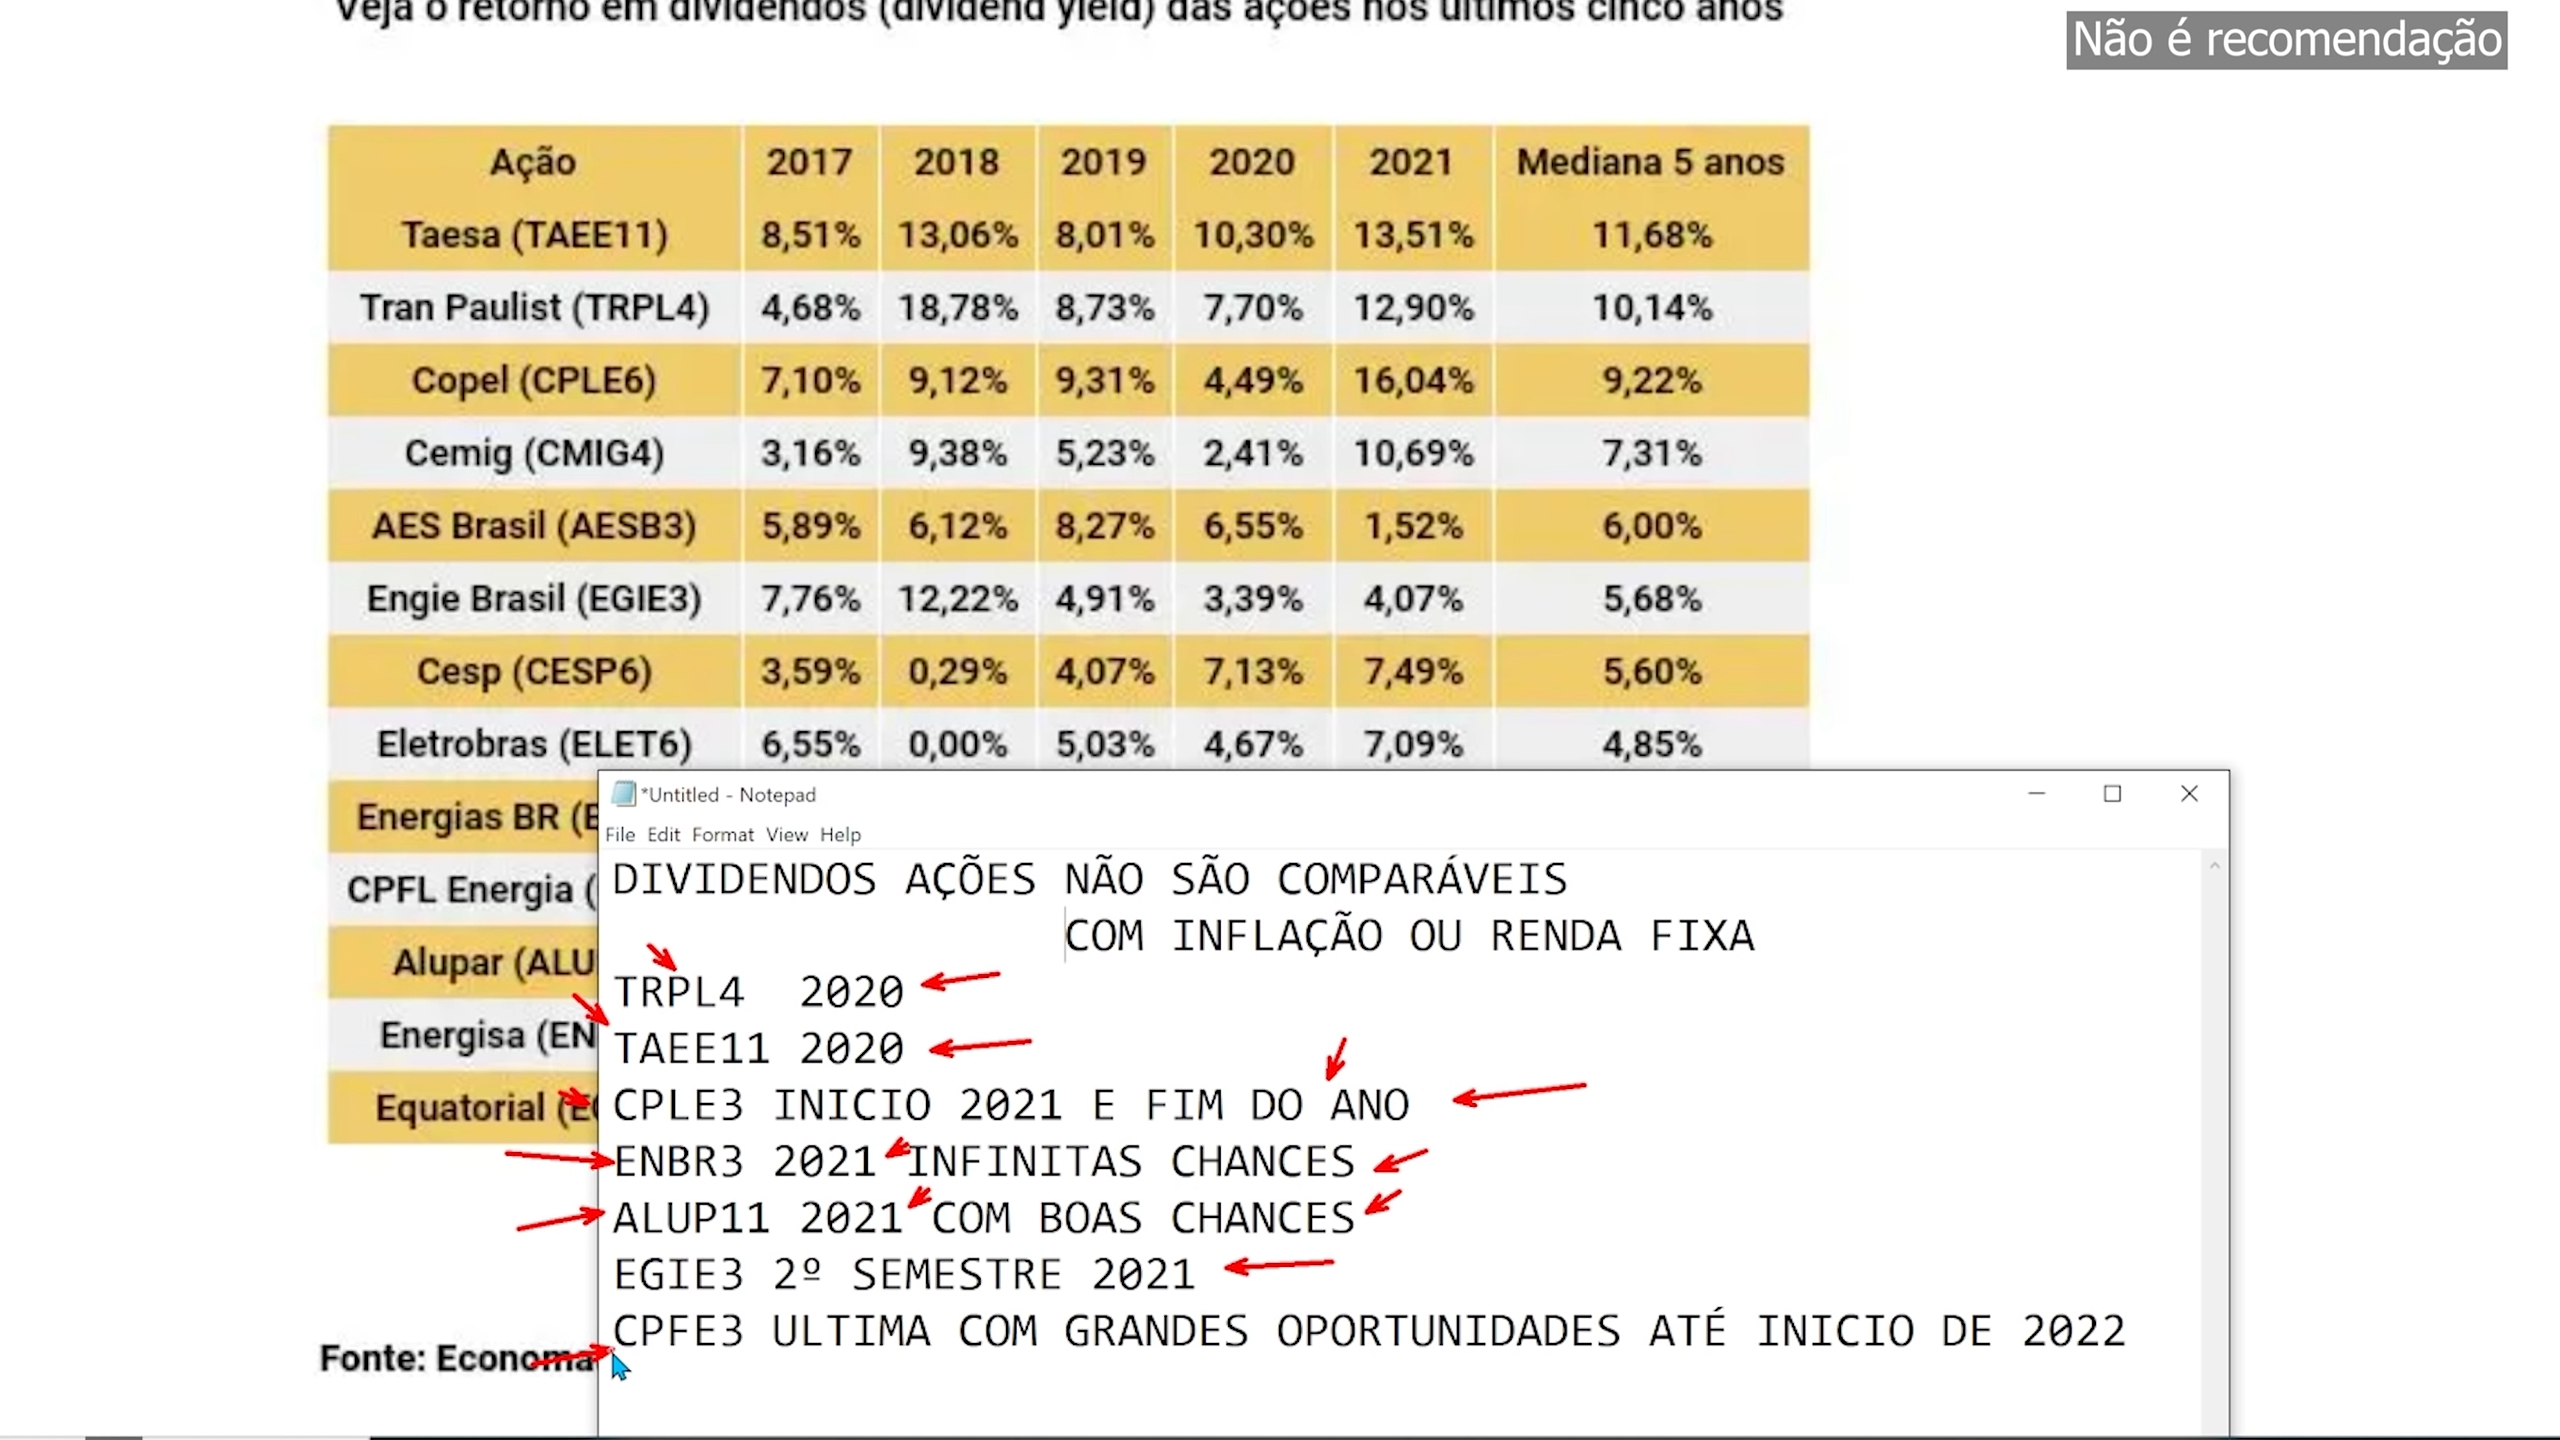 Veja o retorno em dividendos (dividend yield) das ações nos últimos cinco anos
Não é recomendação
Ação 2017 2018 2019 2020 2021 Mediana 5 anos
Taesa (TAEE11) 8,51% 13,06% 8,01% 10,30% 13,51% 11,68%
Tran Paulist (TRPL4) 4,68% 18,78% 8,73% 7,70% 12,90% 10,14%
Copel (CPLE6) 7,10% 9,12% 9,31% 4,49% 16,04% 9,22%
Cemig (CMIG4) 3,16% 9,38% 5,23% 2,41% 10,69% 7,31%
AES Brasil (AESB3) 5,89% 6,12% 8,27% 6,55% 1,52% 6,00%
Engie Brasil (EGIE3) 7,76% 12,22% 4,91% 3,39% 4,07% 5,68%
Cesp (CESP6) 3,59% 0,29% 4,07% 7,13% 7,49% 5,60%
Eletrobras (ELET6) 6,55% 0,00% 5,03% 4,67% 7,09% 4,85%
Energias BR (
CPFL Energia (
Alupar (ALU
Energisa (EN
Equatorial (
Fonte: Economa
*Untitled - Notepad
File Edit Format View Help
DIVIDENDOS AÇÕES NÃO SÃO COMPARÁVEIS
COM INFLAÇÃO OU RENDA FIXA
TRPL4 2020
TAEE11 2020
CPLE3 INICIO 2021 E FIM DO ANO
ENBR3 2021 INFINITAS CHANCES
ALUP11 2021 COM BOAS CHANCES
EGIE3 2º SEMESTRE 2021
CPFE3 ULTIMA COM GRANDES OPORTUNIDADES ATÉ INICIO DE 2022